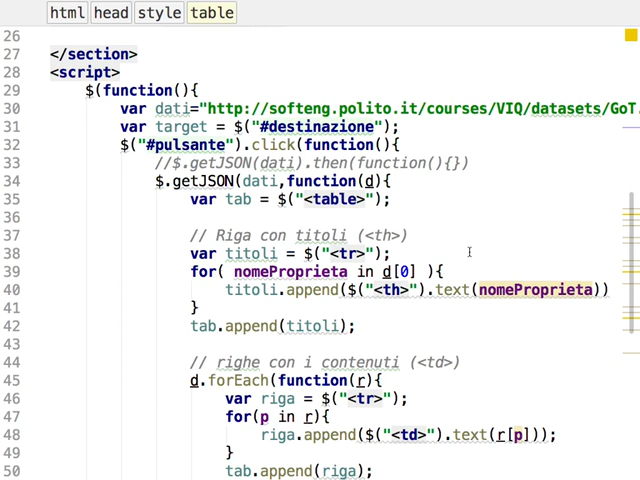 html head style table
26
27 </section>
28 <script>
29 $(function(){
30 var dati="http://softeng.polito.it/courses/VIQ/datasets/GoT.
31 var target = $("#destinazione");
32 $("#pulsante").click(function(){
33 //$.getJSON(dati).then(function(){})
34 $.getJSON(dati,function(d){
35 var tab = $("<table>");
36
37 // Riga con titoli (<th>)
38 var titoli = $("<tr>");
39 for( nomeProprieta in d[0] ){
40 titoli.append($("<th>").text(nomeProprieta))
41 }
42 tab.append(titoli);
43
44 // righe con i contenuti (<td>)
45 d.forEach(function(r){
46 var riga = $("<tr>");
47 for(p in r){
48 riga.append($("<td>").text(r[p]));
49 }
50 tab.append(riga);